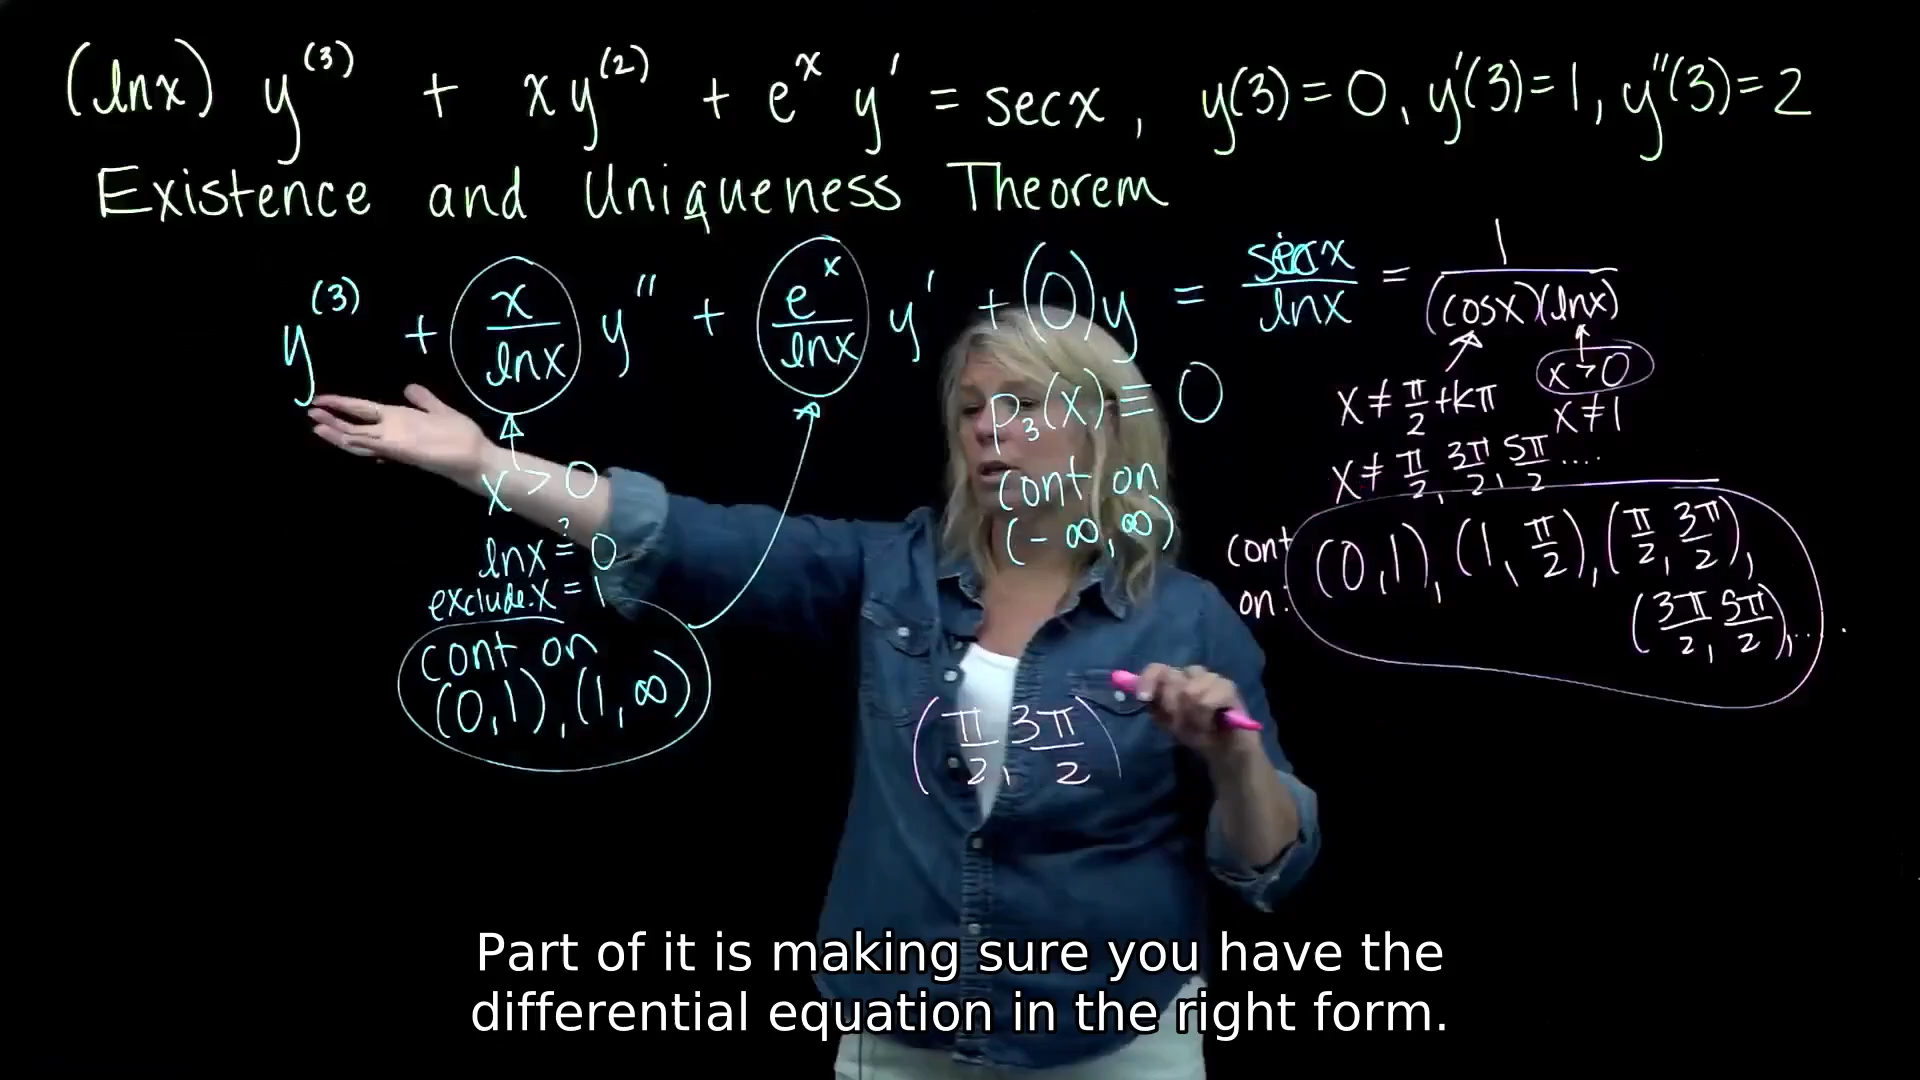 (lnx) y⁽³⁾ + xy⁽²⁾ + eˣ y' = secx, y(3)=0, y'(3)=1, y''(3)=2
Existence and Uniqueness Theorem
y⁽³⁾ + x/lnx y'' + eˣ/lnx y' + (0)y = secx/lnx = 1/(cosx)(lnx)
x > 0
lnx ≟ 0
exclude x = 1
cont on
(0,1), (1,∞)
p₃(x) ≡ 0
cont on
(-∞,∞)
x ≠ π/2 + kπ
x > 0
x ≠ 1
x ≠ π/2, 3π/2, 5π/2 ....
cont on: (0,1), (1, π/2), (π/2, 3π/2),
(3π/2, 5π/2), ....
(π/2, 3π/2)
Part of it is making sure you have the
differential equation in the right form.